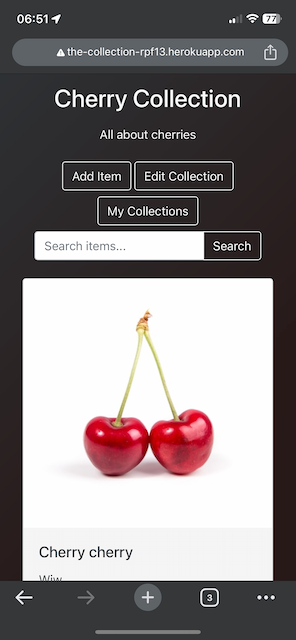 06:51
77
the-collection-rpf13.herokuapp.com
Cherry Collection
All about cherries
Add Item
Edit Collection
My Collections
Search items...
Search
Cherry cherry
Wiw
3